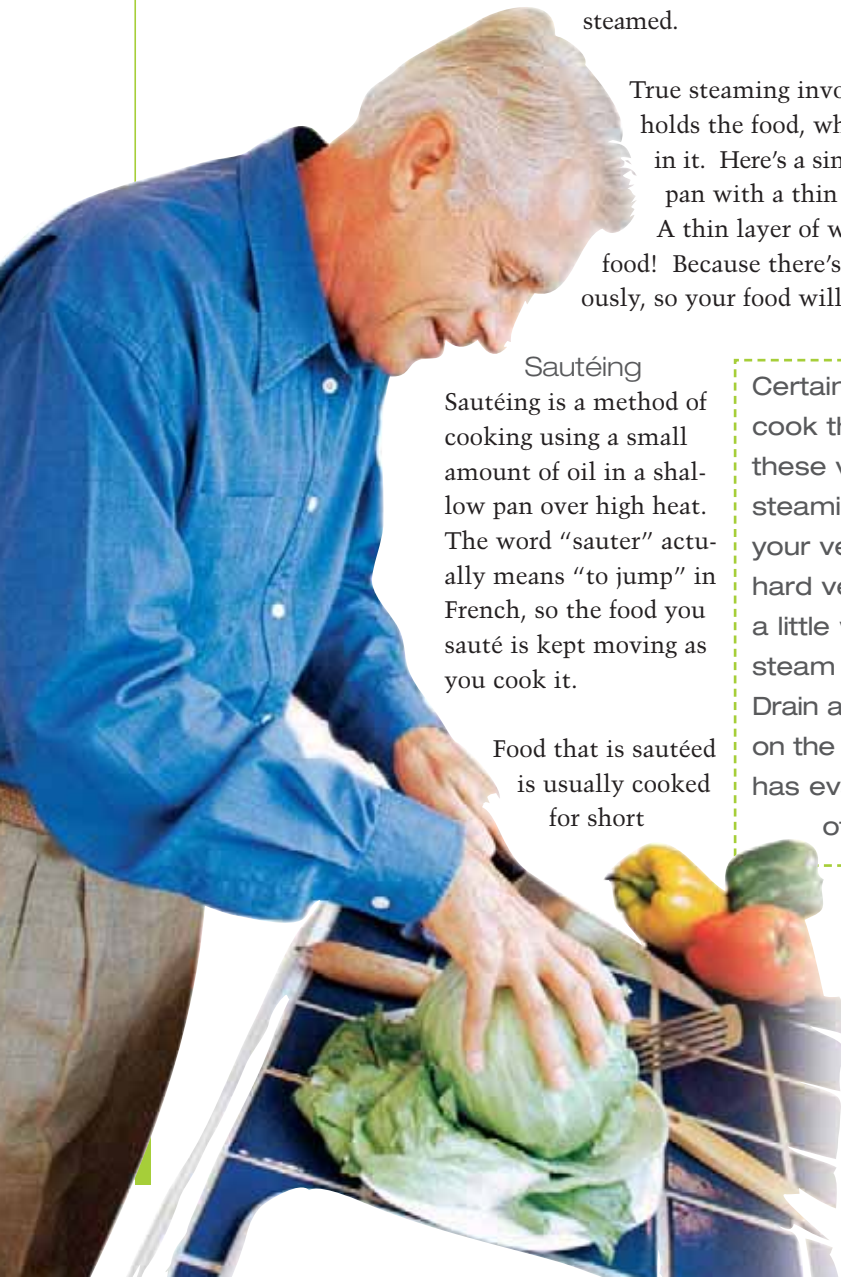 steamed.
True steaming invo
holds the food, wh
in it. Here's a sin
pan with a thin
A thin layer of w
food! Because there's
ously, so your food will
Sautéing
Sautéing is a method of
cooking using a small
amount of oil in a shal-
low pan over high heat.
The word “sauter” actu-
ally means “to jump” in
French, so the food you
sauté is kept moving as
you cook it.
Food that is sautéed
is usually cooked
for short
Certain
cook th
these v
steami
your ve
hard ve
a little
steam
Drain a
on the
has ev